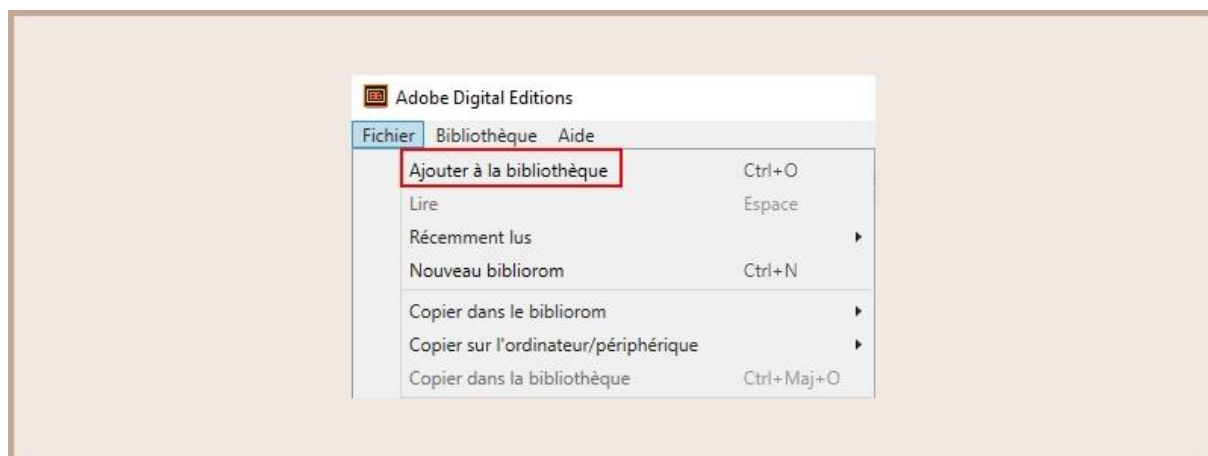 Adobe Digital Editions
Fichier Bibliothèque Aide
Ajouter à la bibliothèque Ctrl+O
Lire Espace
Récemment lus
Nouveau bibliorom Ctrl+N
Copier dans le bibliorom
Copier sur l'ordinateur/périphérique
Copier dans la bibliothèque Ctrl+Maj+O